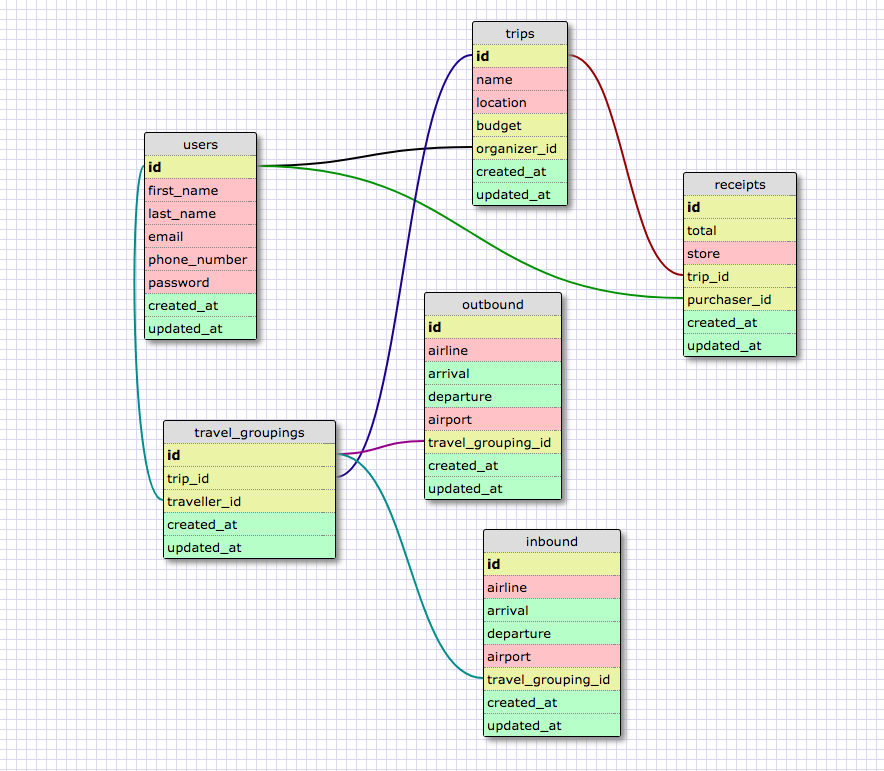 trips
id
name
location
budget
organizer_id
created_at
updated_at
users
id
first_name
last_name
email
phone_number
password
created_at
updated_at
receipts
id
total
store
trip_id
purchaser_id
created_at
updated_at
outbound
id
airline
arrival
departure
airport
travel_grouping_id
created_at
updated_at
travel_groupings
id
trip_id
traveller_id
created_at
updated_at
inbound
id
airline
arrival
departure
airport
travel_grouping_id
created_at
updated_at